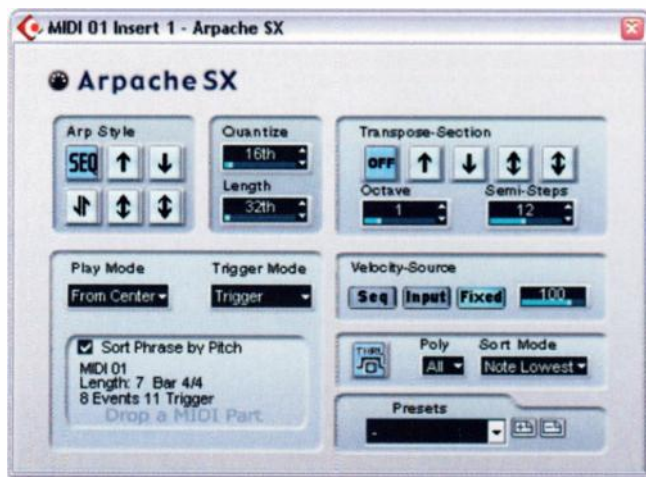 MIDI 01 Insert 1 - Arpache SX
Arpache SX
Arp Style
SEQ
Quantize
16th
Length
32th
Transpose-Section
OFF
Octave
1
Semi-Steps
12
Play Mode
From Center
Trigger Mode
Trigger
Sort Phrase by Pitch
MIDI 01
Length: 7 Bar 4/4
8 Events 11 Trigger
Drop a MIDI Part
Velocity-Source
Seq Input Fixed 100
THRU
Poly
All
Sort Mode
Note Lowest
Presets
-